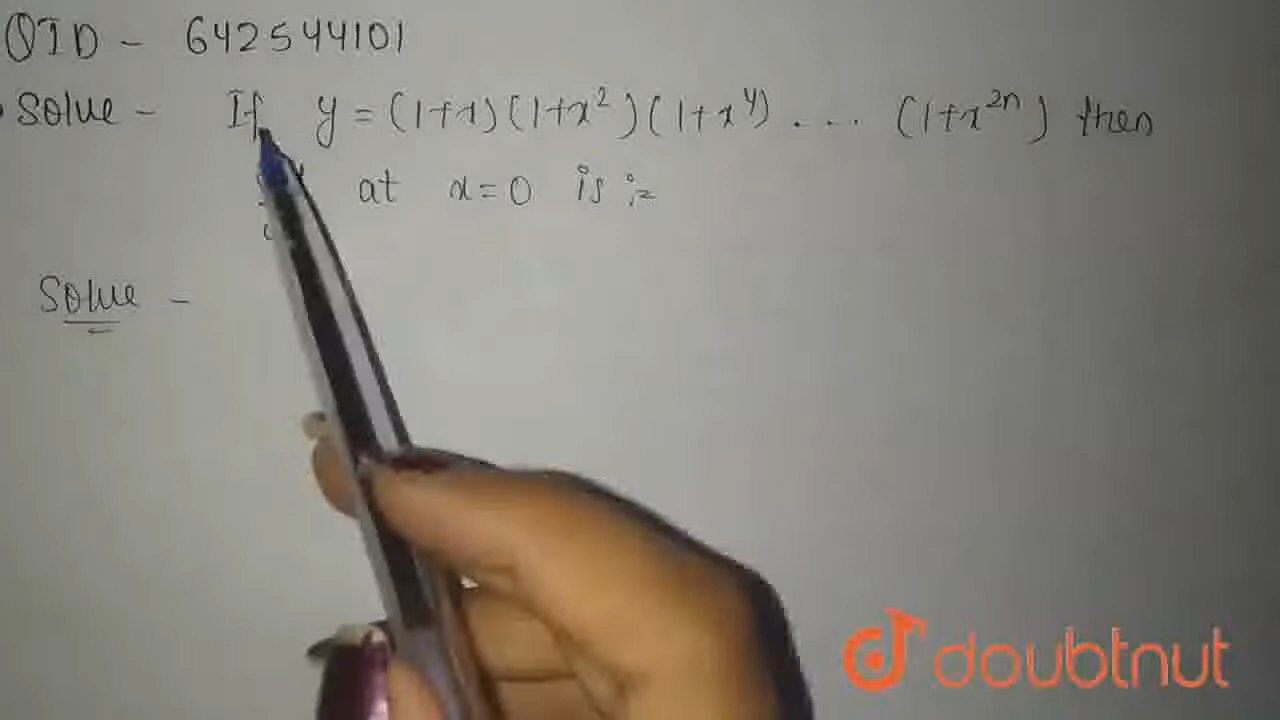 QID - 642544101
Solve - If y = (1+x)(1+x²)(1+x⁴) .... (1+x²ⁿ) then
at x=0 is :-
Solve -
doubtnut